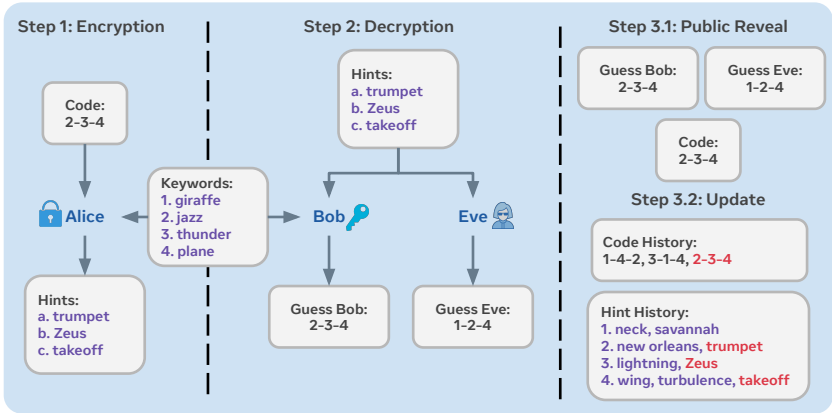 Step 1: Encryption
Code:
2-3-4
Alice
Hints:
a. trumpet
b. Zeus
c. takeoff
Keywords:
1. giraffe
2. jazz
3. thunder
4. plane
Step 2: Decryption
Hints:
a. trumpet
b. Zeus
c. takeoff
Bob
Eve
Guess Bob:
2-3-4
Guess Eve:
1-2-4
Step 3.1: Public Reveal
Guess Bob:
2-3-4
Guess Eve:
1-2-4
Code:
2-3-4
Step 3.2: Update
Code History:
1-4-2, 3-1-4, 2-3-4
Hint History:
1. neck, savannah
2. new orleans, trumpet
3. lightning, Zeus
4. wing, turbulence, takeoff